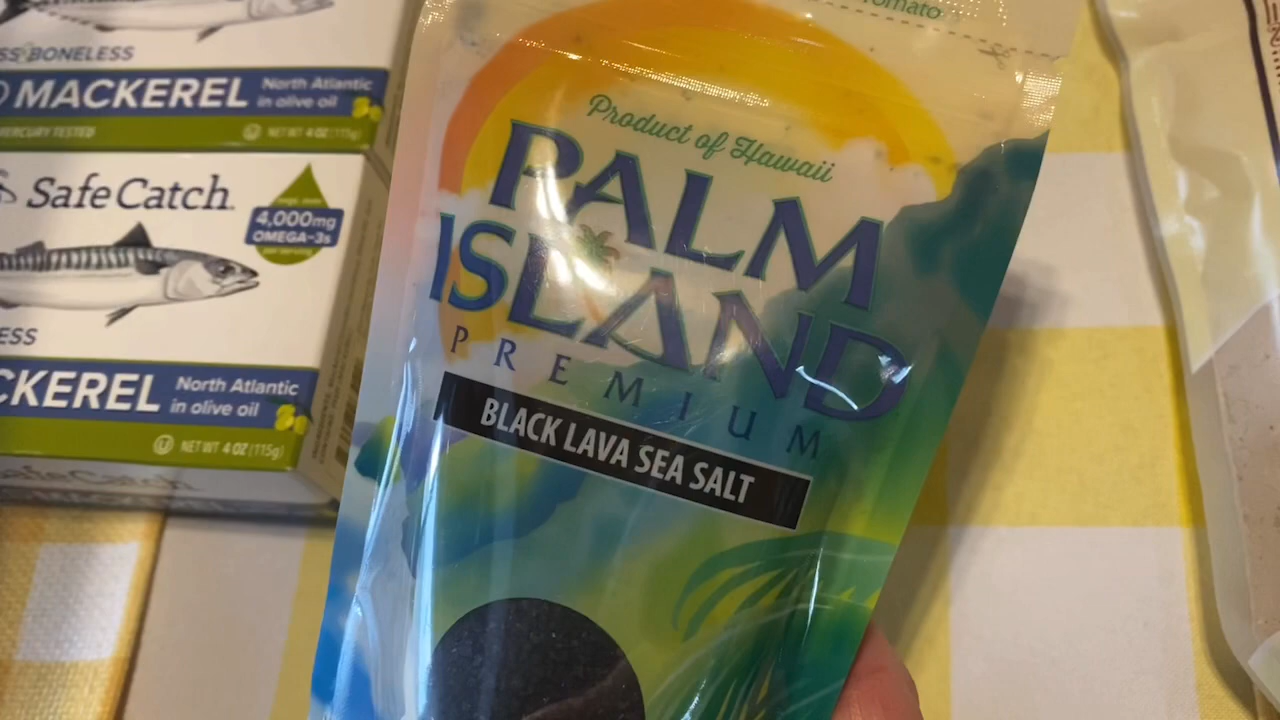 SS BONELESS
MACKEREL
North Atlantic
in olive oil
MERCURY TESTED
NET WT 4 OZ (115g)
Safe Catch
4,000mg
OMEGA-3s
ESS
CKEREL
North Atlantic
in olive oil
NET WT 4 OZ (115g)
Tomato
Product of Hawaii
PALM
ISLAND
PREMIUM
BLACK LAVA SEA SALT